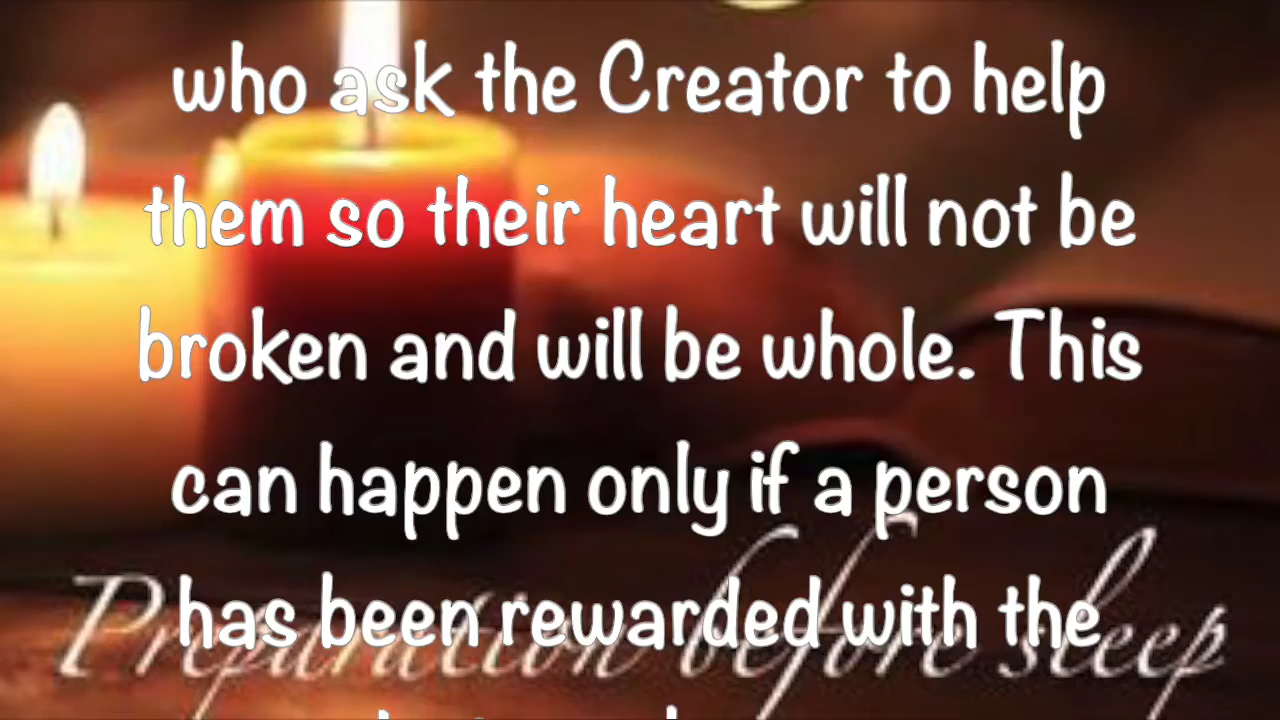 who ask the Creator to help
them so their heart will not be
broken and will be whole. This
can happen only if a person
has been rewarded with the
Preparation before sleep